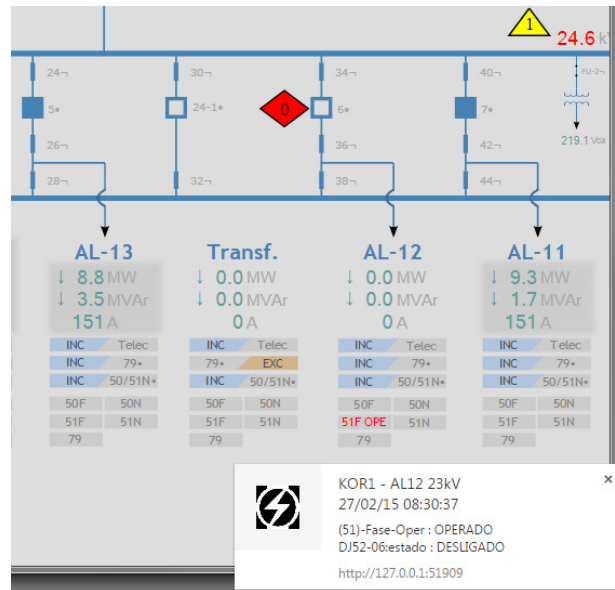 1
24.6 kV
24¬ 30¬ 34¬ 40¬ FU-2¬
5• 24-1• 0 6• 7•
26¬ 36¬ 42¬ 219.1 Vca
28¬ 32¬ 38¬ 44¬
AL-13 Transf. AL-12 AL-11
↓ 8.8 MW ↓ 0.0 MW ↓ 0.0 MW ↓ 9.3 MW
↓ 3.5 MVAr ↓ 0.0 MVAr ↓ 0.0 MVAr ↓ 1.7 MVAr
151 A 0 A 0 A 151 A
INC Telec INC Telec INC Telec INC Telec
INC 79• 79• EXC INC 79• INC 79•
INC 50/51N• INC 50/51N• INC 50/51N• INC 50/51N•
50F 50N 50F 50N 50F 50N 50F 50N
51F 51N 51F 51N 51F OPE 51N 51F 51N
79 79 79 79
KOR1 - AL12 23kV
27/02/15 08:30:37
(51)-Fase-Oper : OPERADO
DJ52-06:estado : DESLIGADO
http://127.0.0.1:51909
×